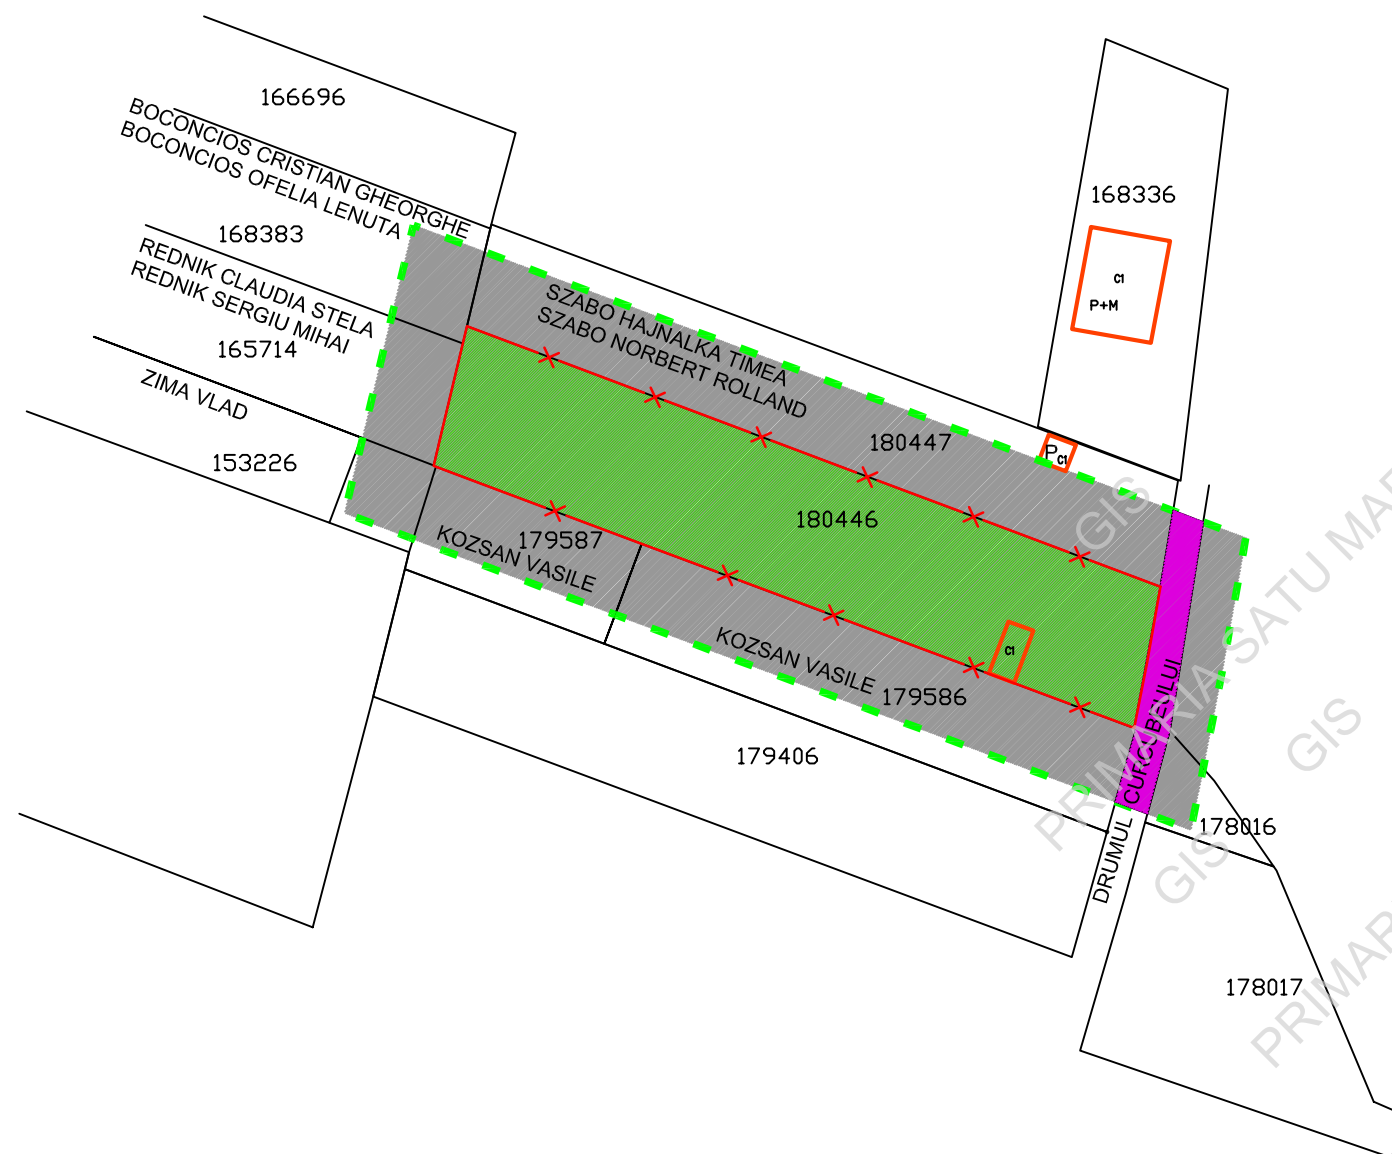 166696
BOCONCIOS CRISTIAN GHEORGHE
BOCONCIOS OFELIA LENUTA
168383
REDNIK CLAUDIA STELA
REDNIK SERGIU MIHAI
165714
ZIMA VLAD
153226
168336
C1
P+M
SZABO HAJNALKA TIMEA
SZABO NORBERT ROLLAND
180447
P C1
180446
179587
KOZSAN VASILE
C1
KOZSAN VASILE
179586
179406
DRUMUL CURCUBEULUI
178016
178017
GIS
PRIMARIA SATU MAR
GIS
GIS
PRIMAR